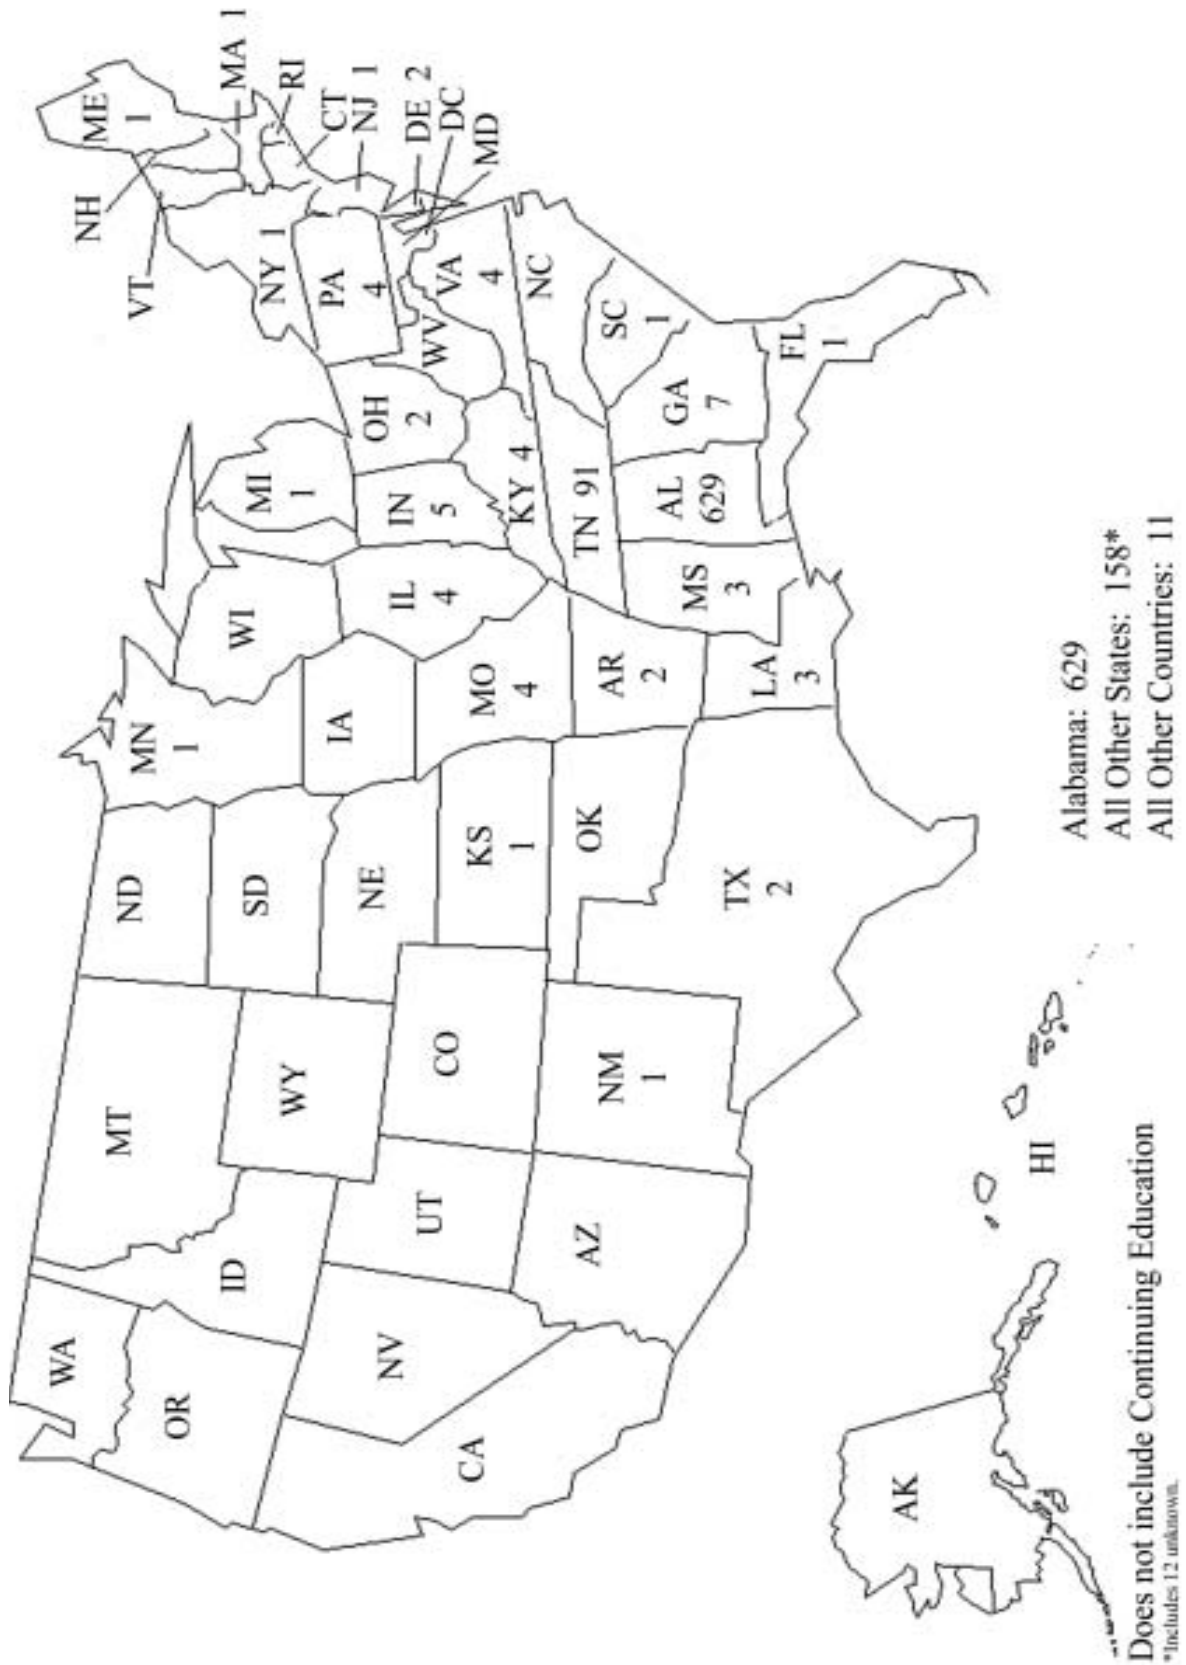 WA
OR
CA
NV
ID
MT
WY
UT
AZ
CO
NM
1
ND
SD
NE
KS
1
OK
TX
2
MN
1
IA
MO
4
AR
2
LA
3
WI
IL
4
MS
3
MI
1
IN
5
OH
2
KY 4
TN 91
AL
629
GA
7
FL
1
SC
1
NC
VA
4
WV
PA
4
NY 1
VT
NH
ME
1
MA 1
RI
CT
NJ 1
DE 2
DC
MD
AK
HI
Alabama: 629
All Other States: 158*
All Other Countries: 11
Does not include Continuing Education
*Includes 12 unknown.